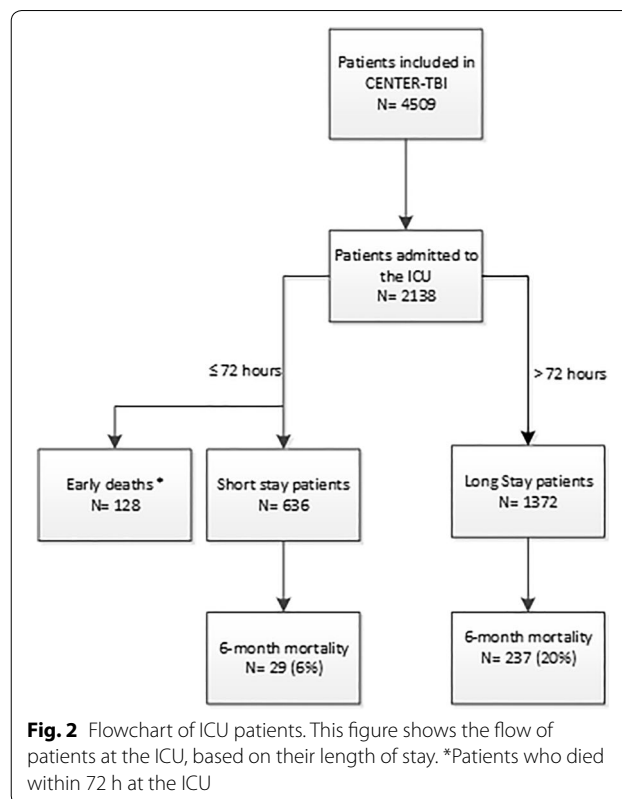 Patients included in
CENTER-TBI
N= 4509
Patients admitted to
the ICU
N= 2138
≤72 hours
>72 hours
Early deaths *
N= 128
Short stay patients
N= 636
Long Stay patients
N= 1372
6-month mortality
N= 29 (6%)
6-month mortality
N= 237 (20%)
Fig. 2 Flowchart of ICU patients. This figure shows the flow of
patients at the ICU, based on their length of stay. *Patients who died
within 72 h at the ICU